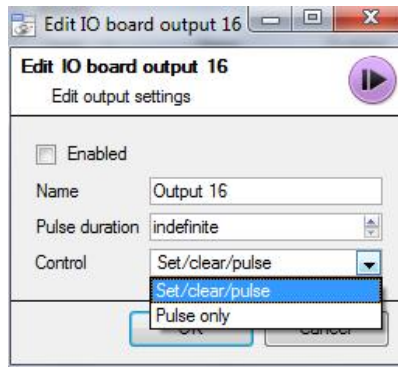 Edit IO board output 16
Edit IO board output 16
Edit output settings
Enabled
Name Output 16
Pulse duration indefinite
Control Set/clear/pulse
Set/clear/pulse
Pulse only